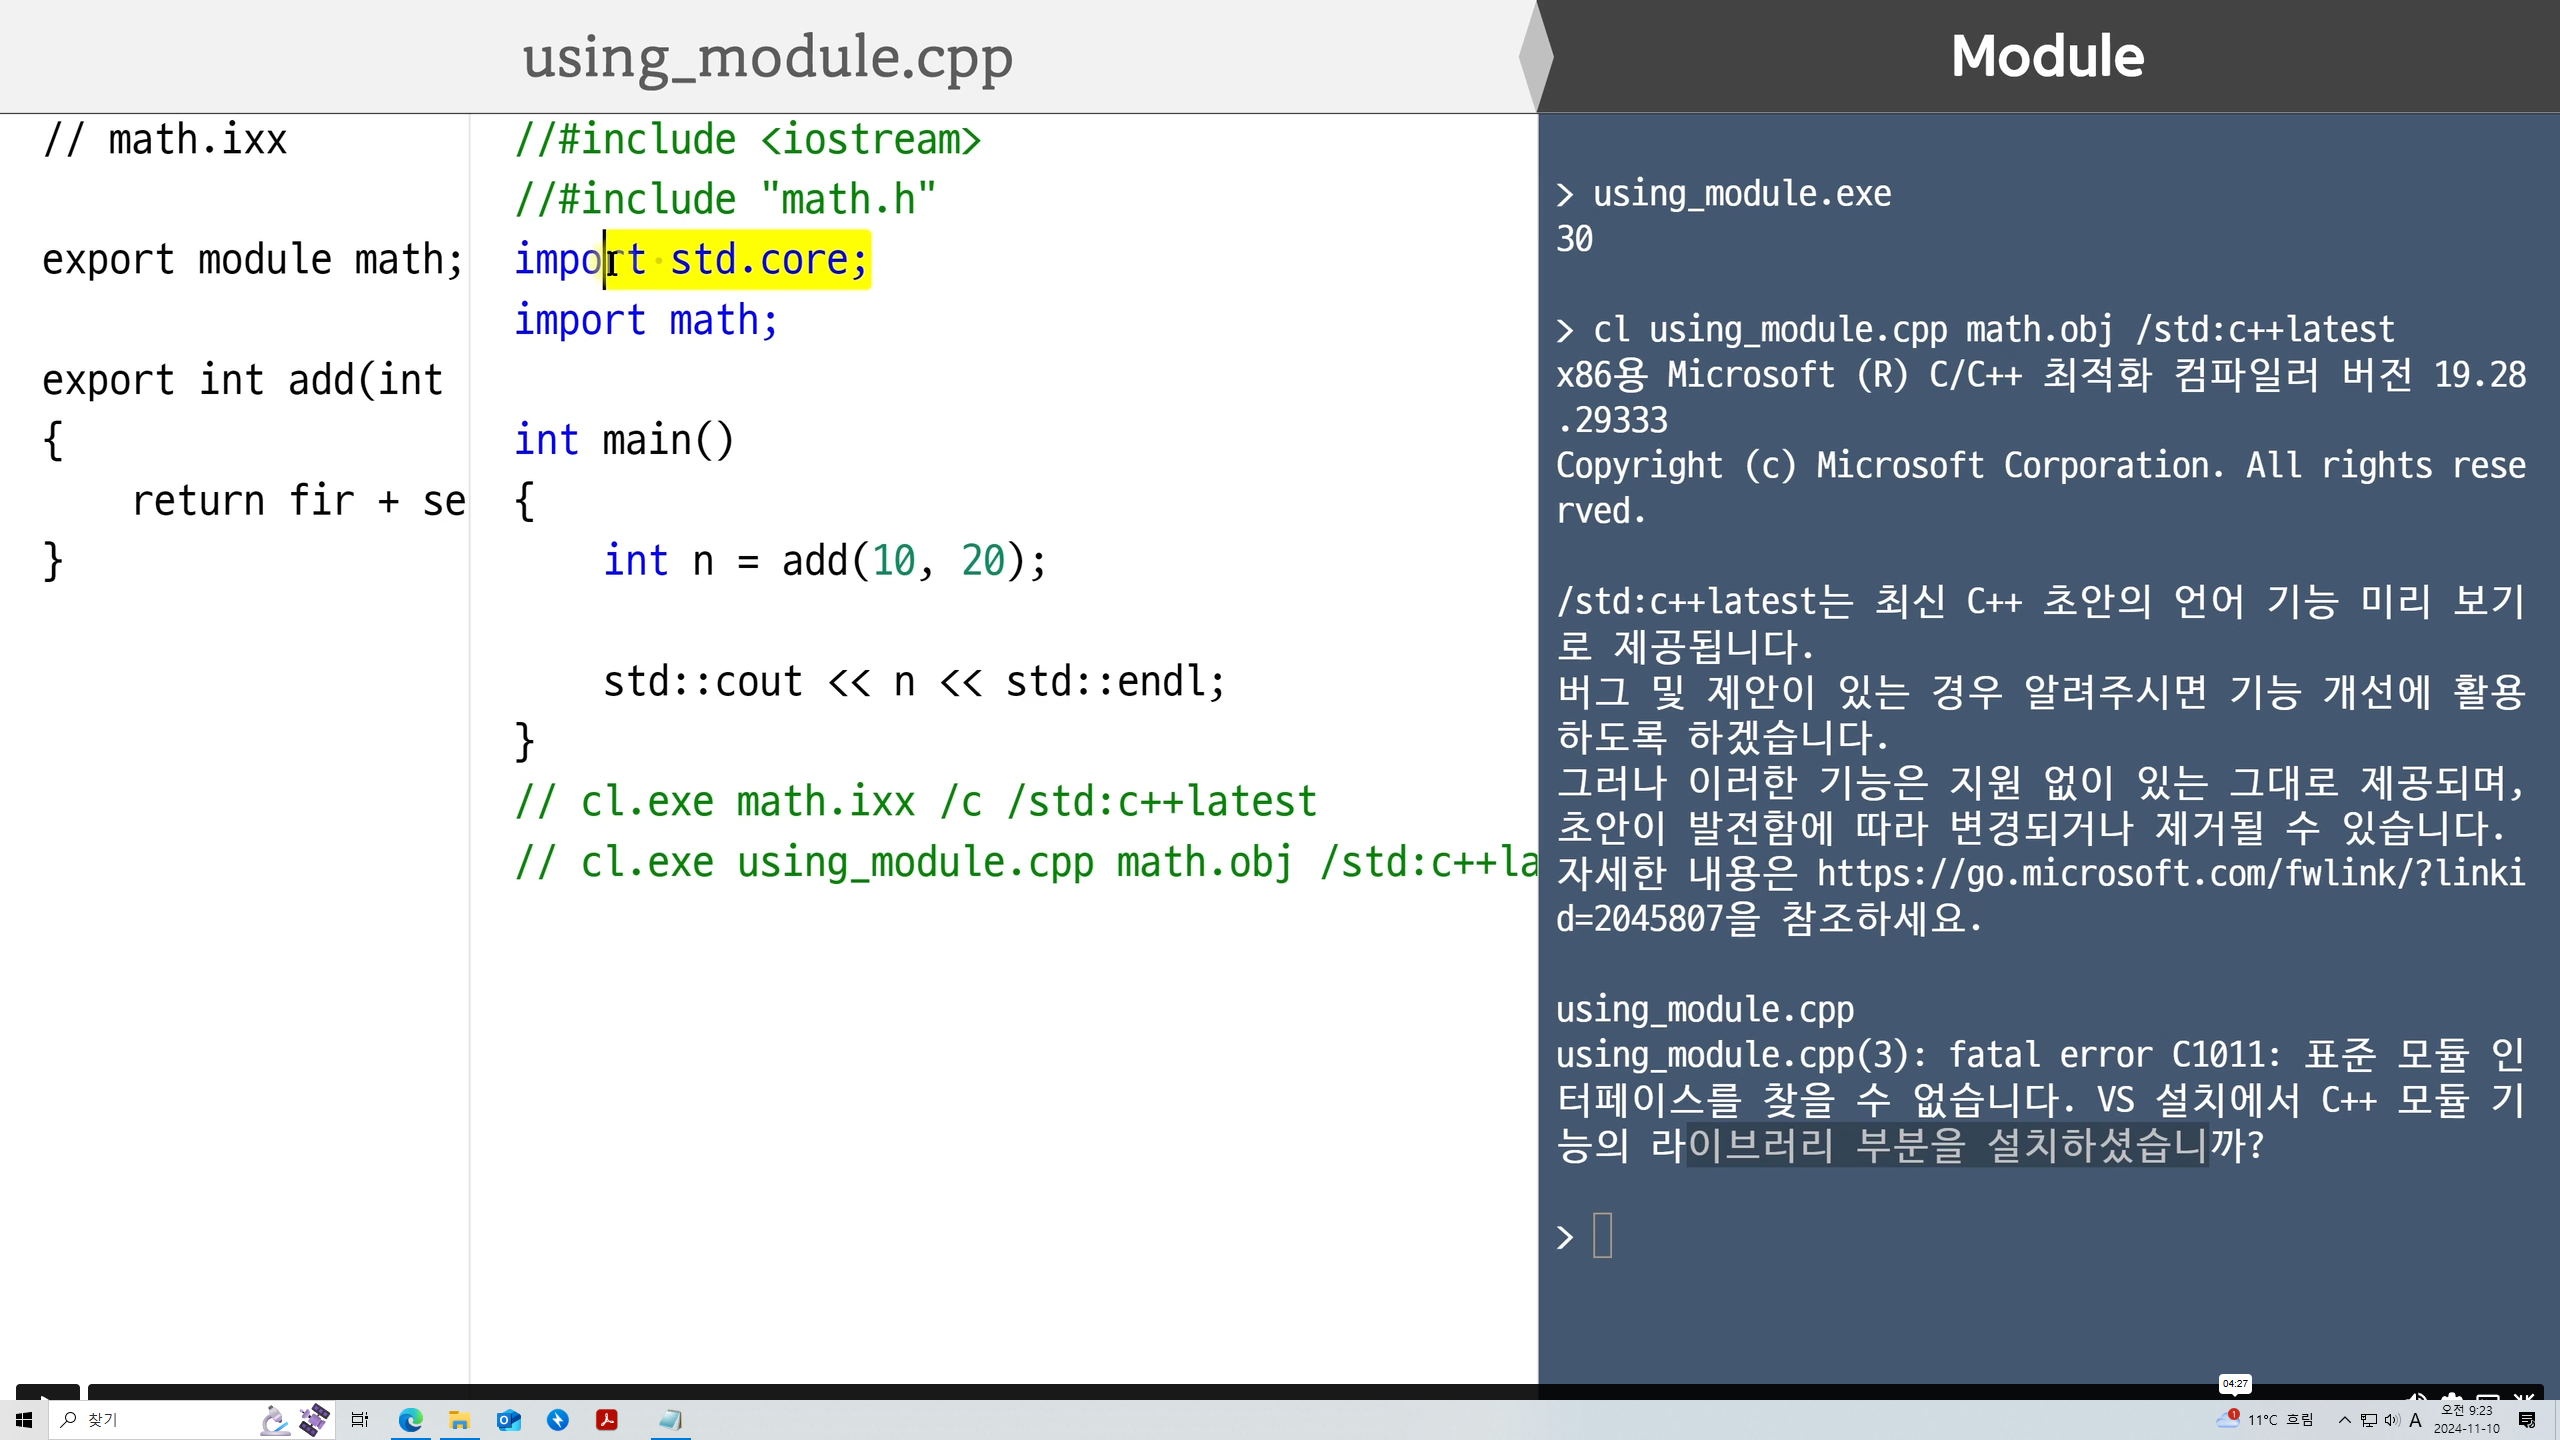 using_module.cpp
Module
// math.ixx
export module math;
export int add(int
{
return fir + se
}
//#include <iostream>
//#include "math.h"
import std.core;
import math;
int main()
{
int n = add(10, 20);
std::cout << n << std::endl;
}
// cl.exe math.ixx /c /std:c++latest
// cl.exe using_module.cpp math.obj /std:c++la
> using_module.exe
30
> cl using_module.cpp math.obj /std:c++latest
x86용 Microsoft (R) C/C++ 최적화 컴파일러 버전 19.28
.29333
Copyright (c) Microsoft Corporation. All rights rese
rved.
/std:c++latest는 최신 C++ 초안의 언어 기능 미리 보기
로 제공됩니다.
버그 및 제안이 있는 경우 알려주시면 기능 개선에 활용
하도록 하겠습니다.
그러나 이러한 기능은 지원 없이 있는 그대로 제공되며,
초안이 발전함에 따라 변경되거나 제거될 수 있습니다.
자세한 내용은 https://go.microsoft.com/fwlink/?linki
d=2045807을 참조하세요.
using_module.cpp
using_module.cpp(3): fatal error C1011: 표준 모듈 인
터페이스를 찾을 수 없습니다. VS 설치에서 C++ 모듈 기
능의 라이브러리 부분을 설치하셨습니까?
>
04:27
찾기
1
11°C 흐림
A
오전 9:23
2024-11-10